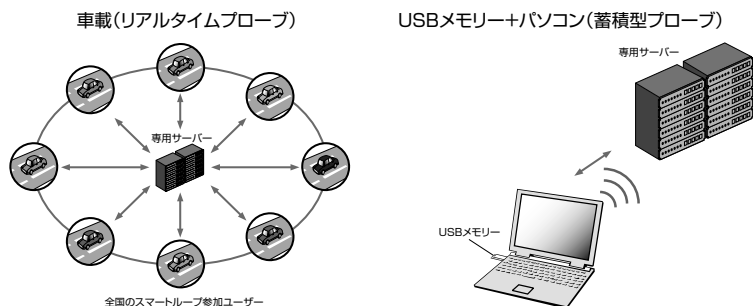 車載(リアルタイムプローブ)
専用サーバー
全国のスマートループ参加ユーザー
USBメモリー+パソコン(蓄積型プローブ)
専用サーバー
USBメモリー